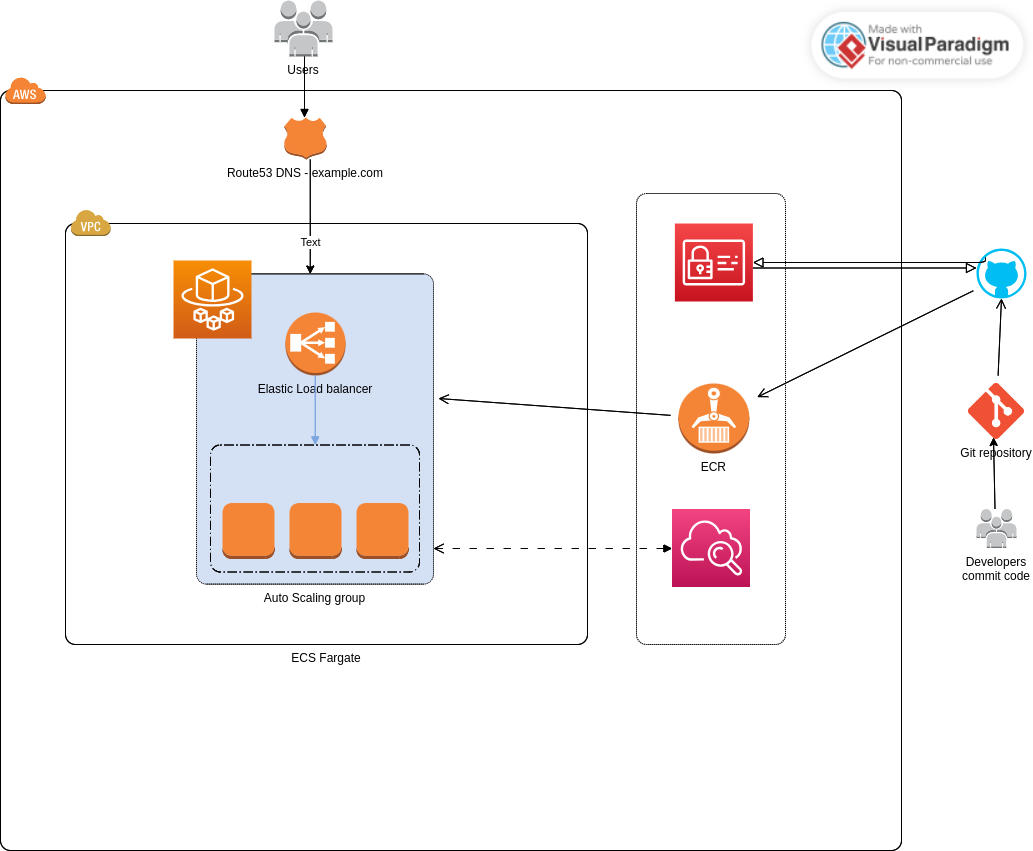 Made with
Visual Paradigm
For non-commercial use
Users
AWS
Route53 DNS - example.com
VPC
Text
Elastic Load balancer
ECR
Git repository
Developers
commit code
Auto Scaling group
ECS Fargate